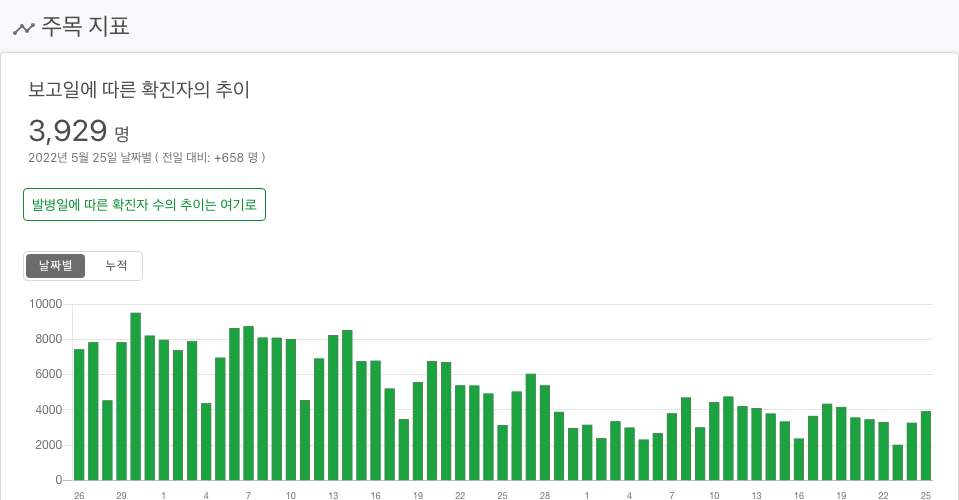 주목 지표
보고일에 따른 확진자의 추이
3,929 명
2022년 5월 25일 날짜별 ( 전일 대비: +658 명 )
발병일에 따른 확진자 수의 추이는 여기로
날짜별 누적
10000
8000
6000
4000
2000
0
26 29 1 4 7 10 13 16 19 22 25 28 1 4 7 10 13 16 19 22 25